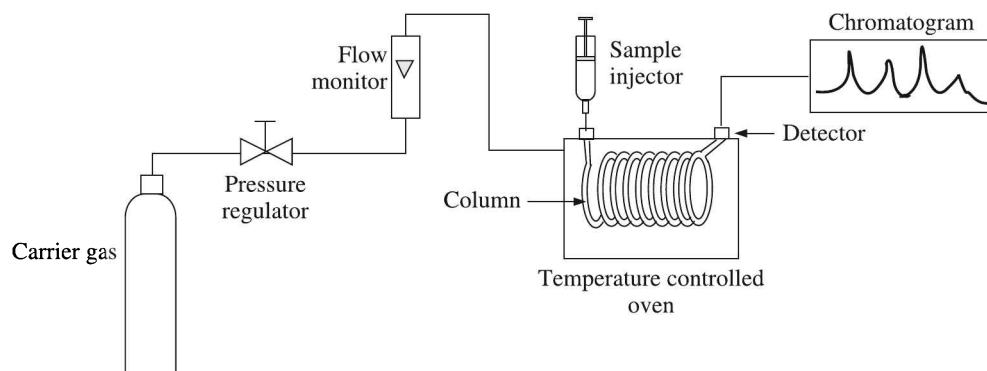 Chromatogram
Flow
monitor
Sample
injector
Detector
Pressure
regulator
Column
Carrier gas
Temperature controlled
oven